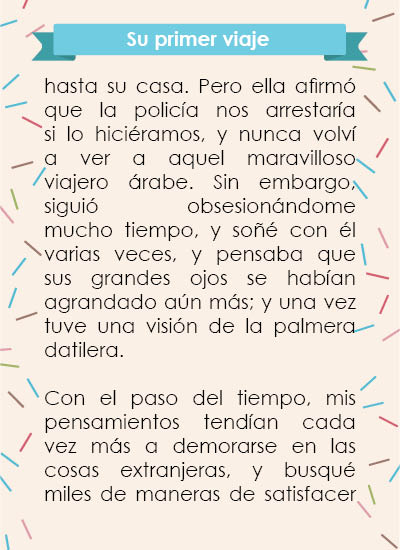 Su primer viaje
hasta su casa. Pero ella afirmó
que la policía nos arrestaría
si lo hiciéramos, y nunca volví
a ver a aquel maravilloso
viajero árabe. Sin embargo,
siguió obsesionándome
mucho tiempo, y soñé con él
varias veces, y pensaba que
sus grandes ojos se habían
agrandado aún más; y una vez
tuve una visión de la palmera
datilera.
Con el paso del tiempo, mis
pensamientos tendían cada
vez más a demorarse en las
cosas extranjeras, y busqué
miles de maneras de satisfacer